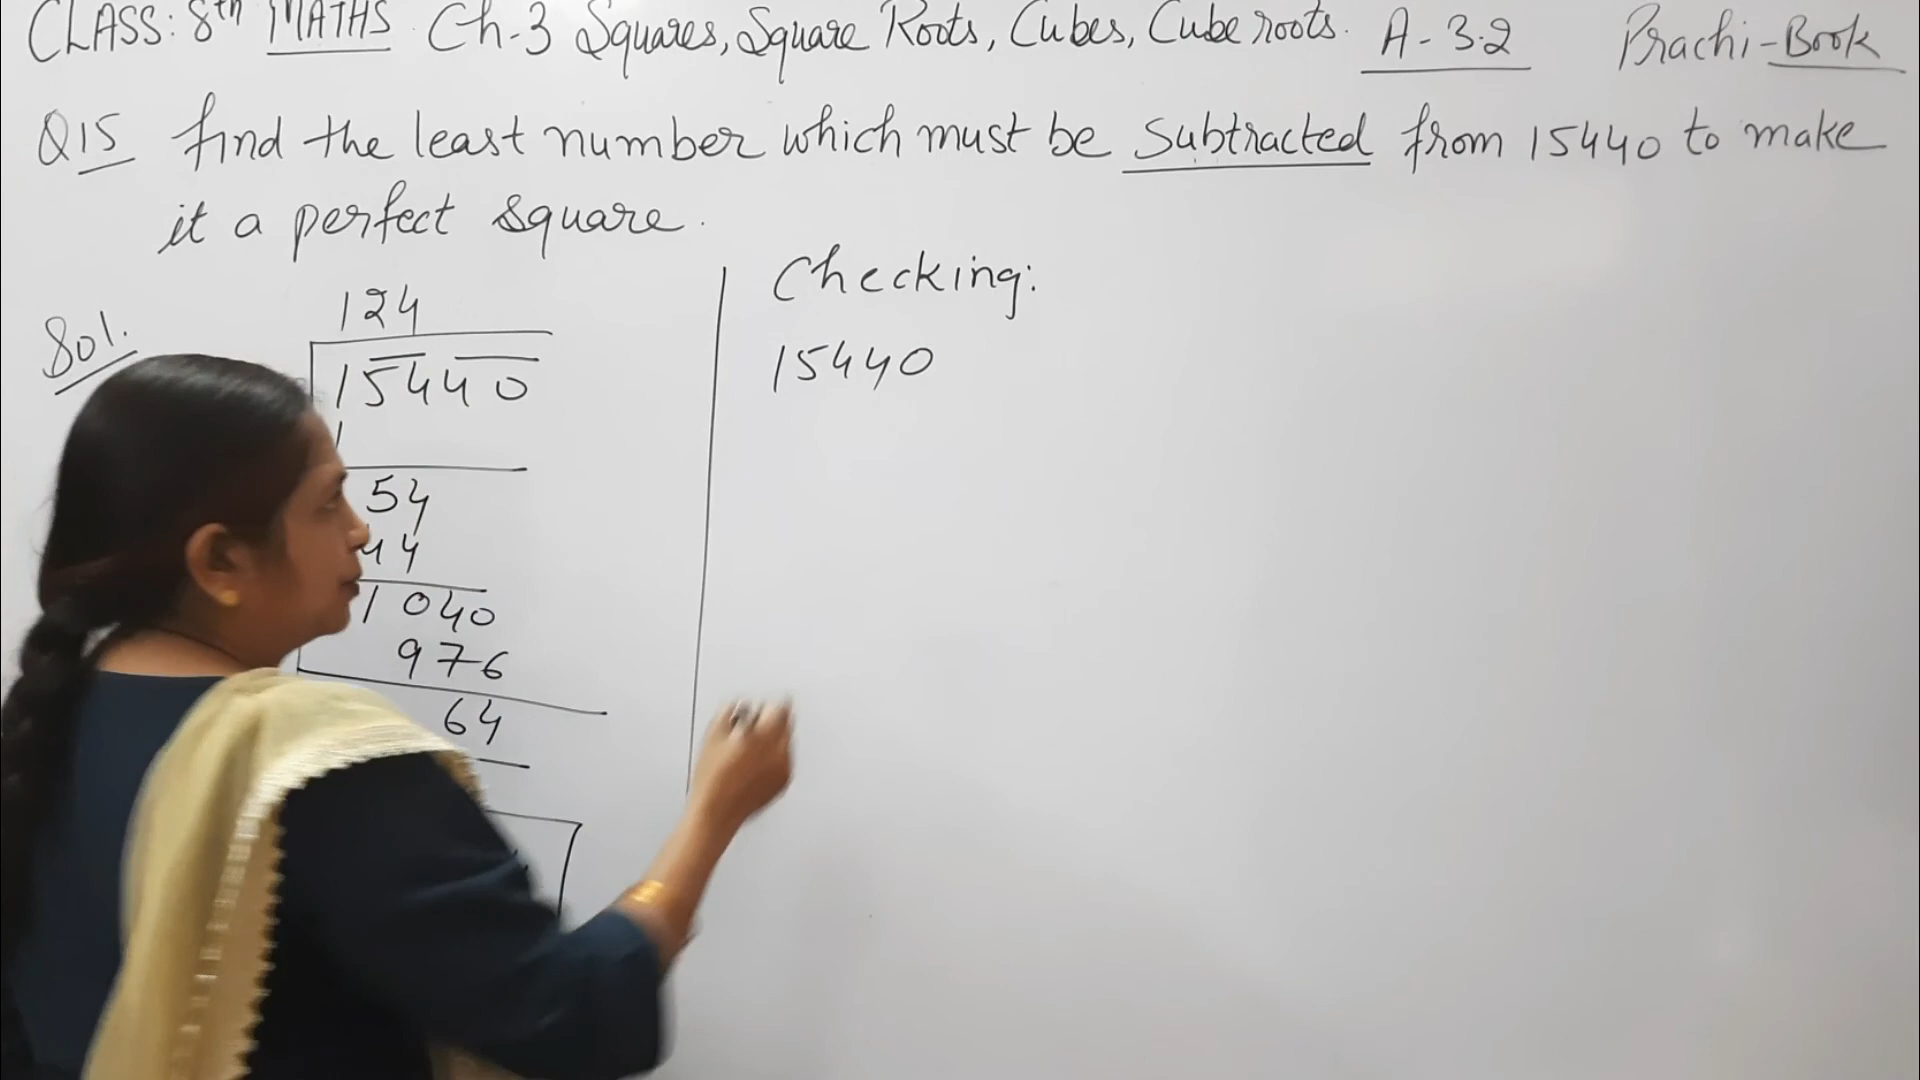 CLASS: 8th MATHS Ch-3 Squares, Square Roots, Cubes, Cube roots. A-3.2 Prachi-Book
Q15 find the least number which must be subtracted from 15440 to make
it a perfect square.
Sol.
124
15440
1
54
44
1040
976
64
Checking:
15440